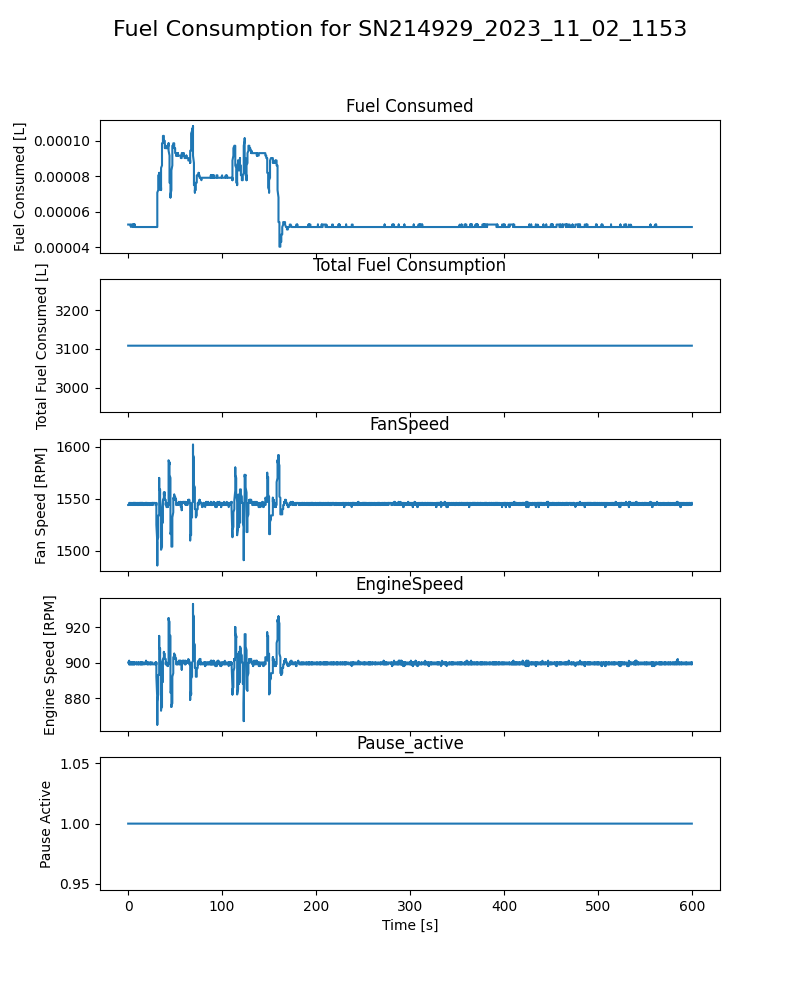 Fuel Consumption for SN214929_2023_11_02_1153
Fuel Consumed
Fuel Consumed [L]
0.00010
0.00008
0.00006
0.00004
Total Fuel Consumption
Total Fuel Consumed [L]
3200
3100
3000
FanSpeed
Fan Speed [RPM]
1600
1550
1500
EngineSpeed
Engine Speed [RPM]
920
900
880
Pause_active
Pause Active
1.05
1.00
0.95
0 100 200 300 400 500 600
Time [s]